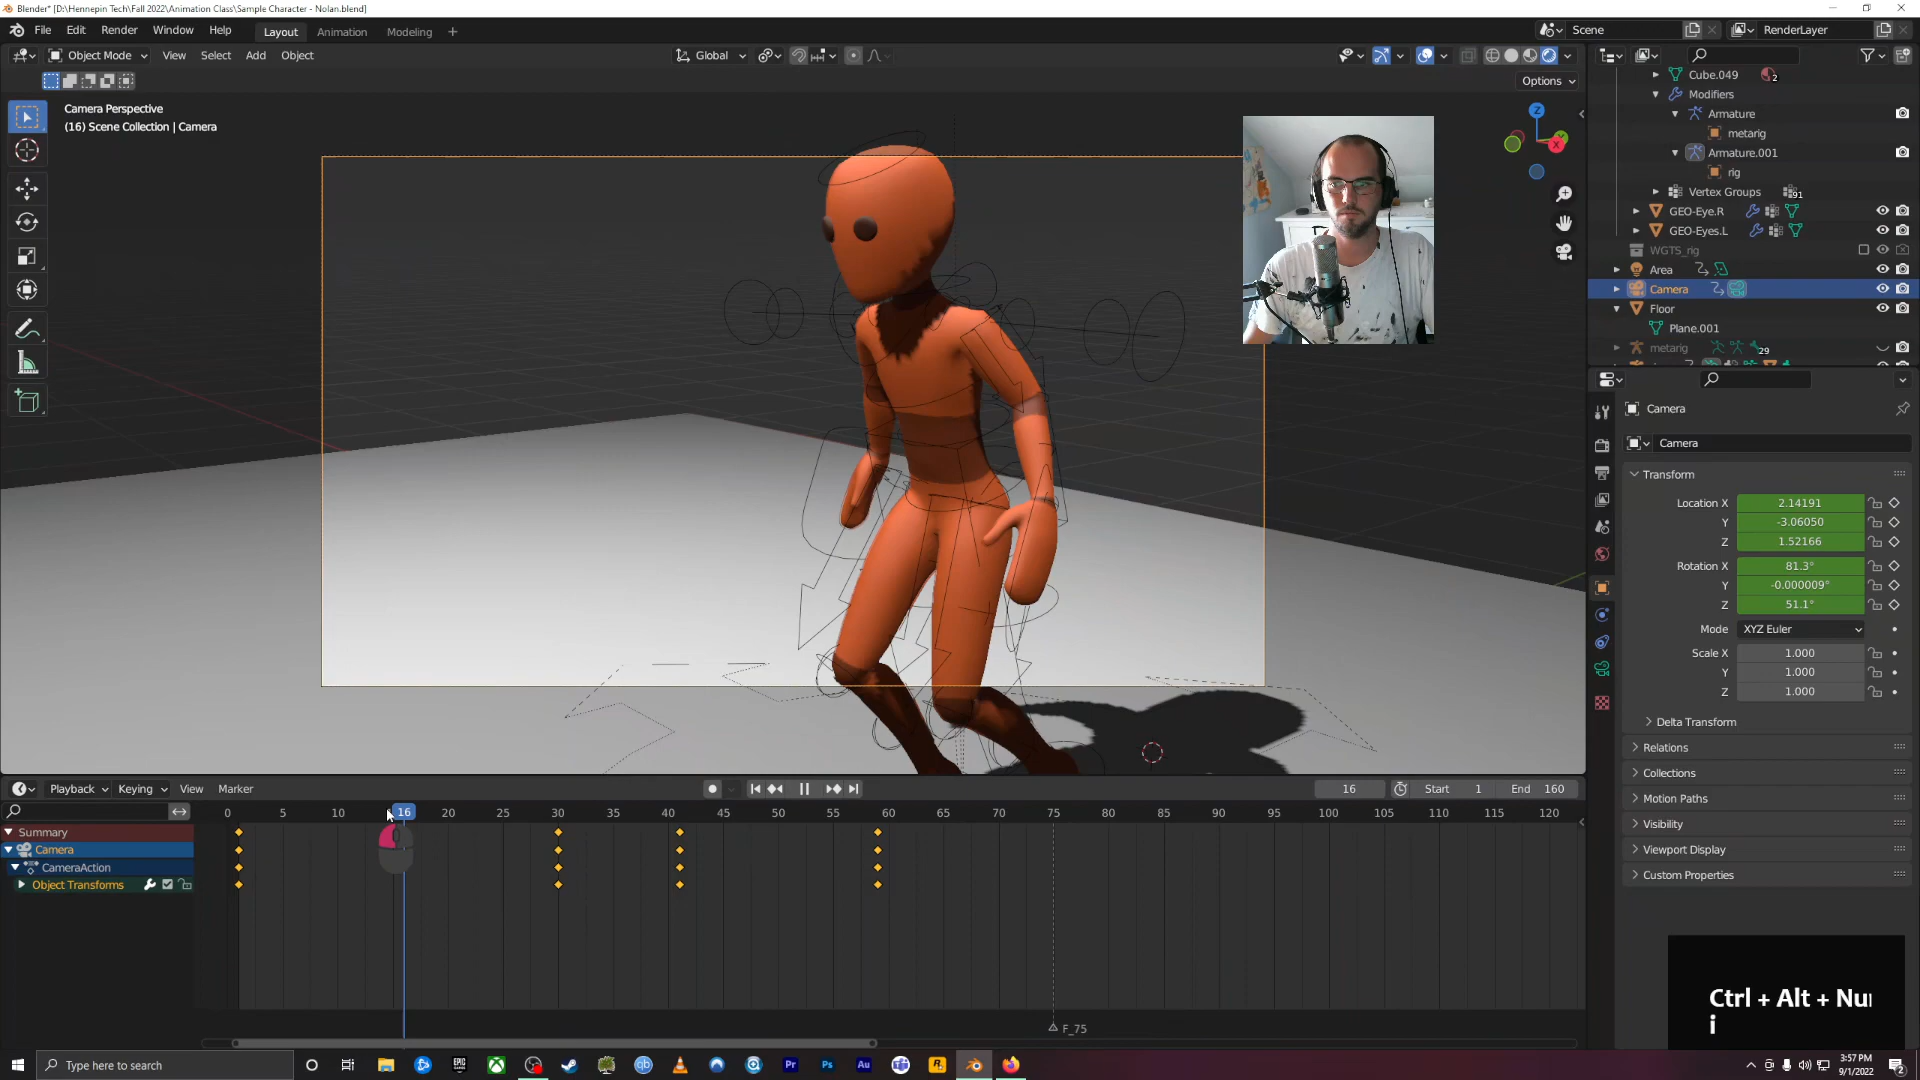 Blender* [D:\Hennepin Tech\Fall 2022\Animation Class\Sample Character - Nolan.blend]
File Edit Render Window Help Layout Animation Modeling + Scene RenderLayer
Object Mode View Select Add Object Global
Options
Camera Perspective
(16) Scene Collection | Camera
Z
X
Cube.049 2
Modifiers
Armature
metarig
Armature.001
rig
Vertex Groups 91
GEO-Eye.R
GEO-Eyes.L
WGTS_rig
Area
Camera
Floor
Plane.001
metarig 29
Camera
Camera
Transform
Location X 2.14191
Y -3.06050
Z 1.52166
Rotation X 81.3°
Y -0.000009°
Z 51.1°
Mode XYZ Euler
Scale X 1.000
Y 1.000
Z 1.000
Delta Transform
Relations
Collections
Motion Paths
Visibility
Viewport Display
Custom Properties
Playback Keying View Marker 16 Start 1 End 160
0 5 10 16 20 25 30 35 40 45 50 55 60 65 70 75 80 85 90 95 100 105 110 115 120
Summary
Camera
CameraAction
Object Transforms
F_75
Ctrl + Alt + Nu
i
Type here to search
Pr Ps Au
3:57 PM
9/1/2022
2